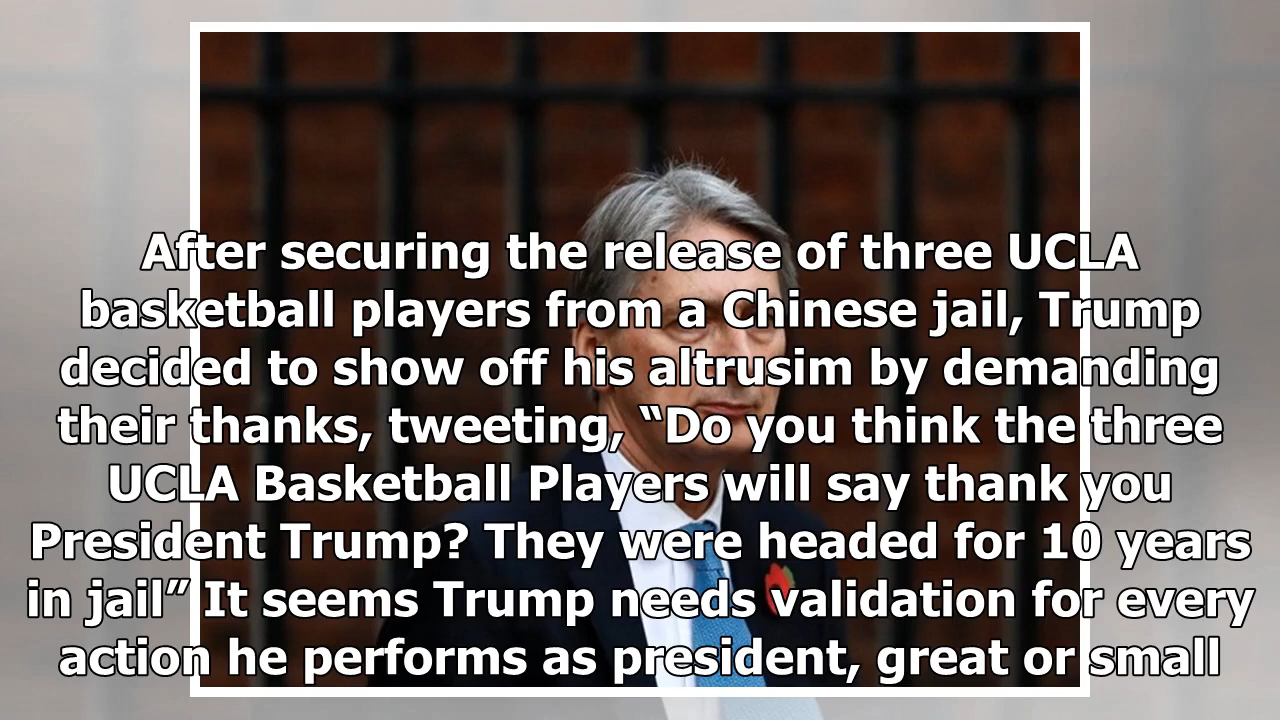 After securing the release of three UCLA
basketball players from a Chinese jail, Trump
decided to show off his altrusim by demanding
their thanks, tweeting, “Do you think the three
UCLA Basketball Players will say thank you
President Trump? They were headed for 10 years
in jail” It seems Trump needs validation for every
action he performs as president, great or small